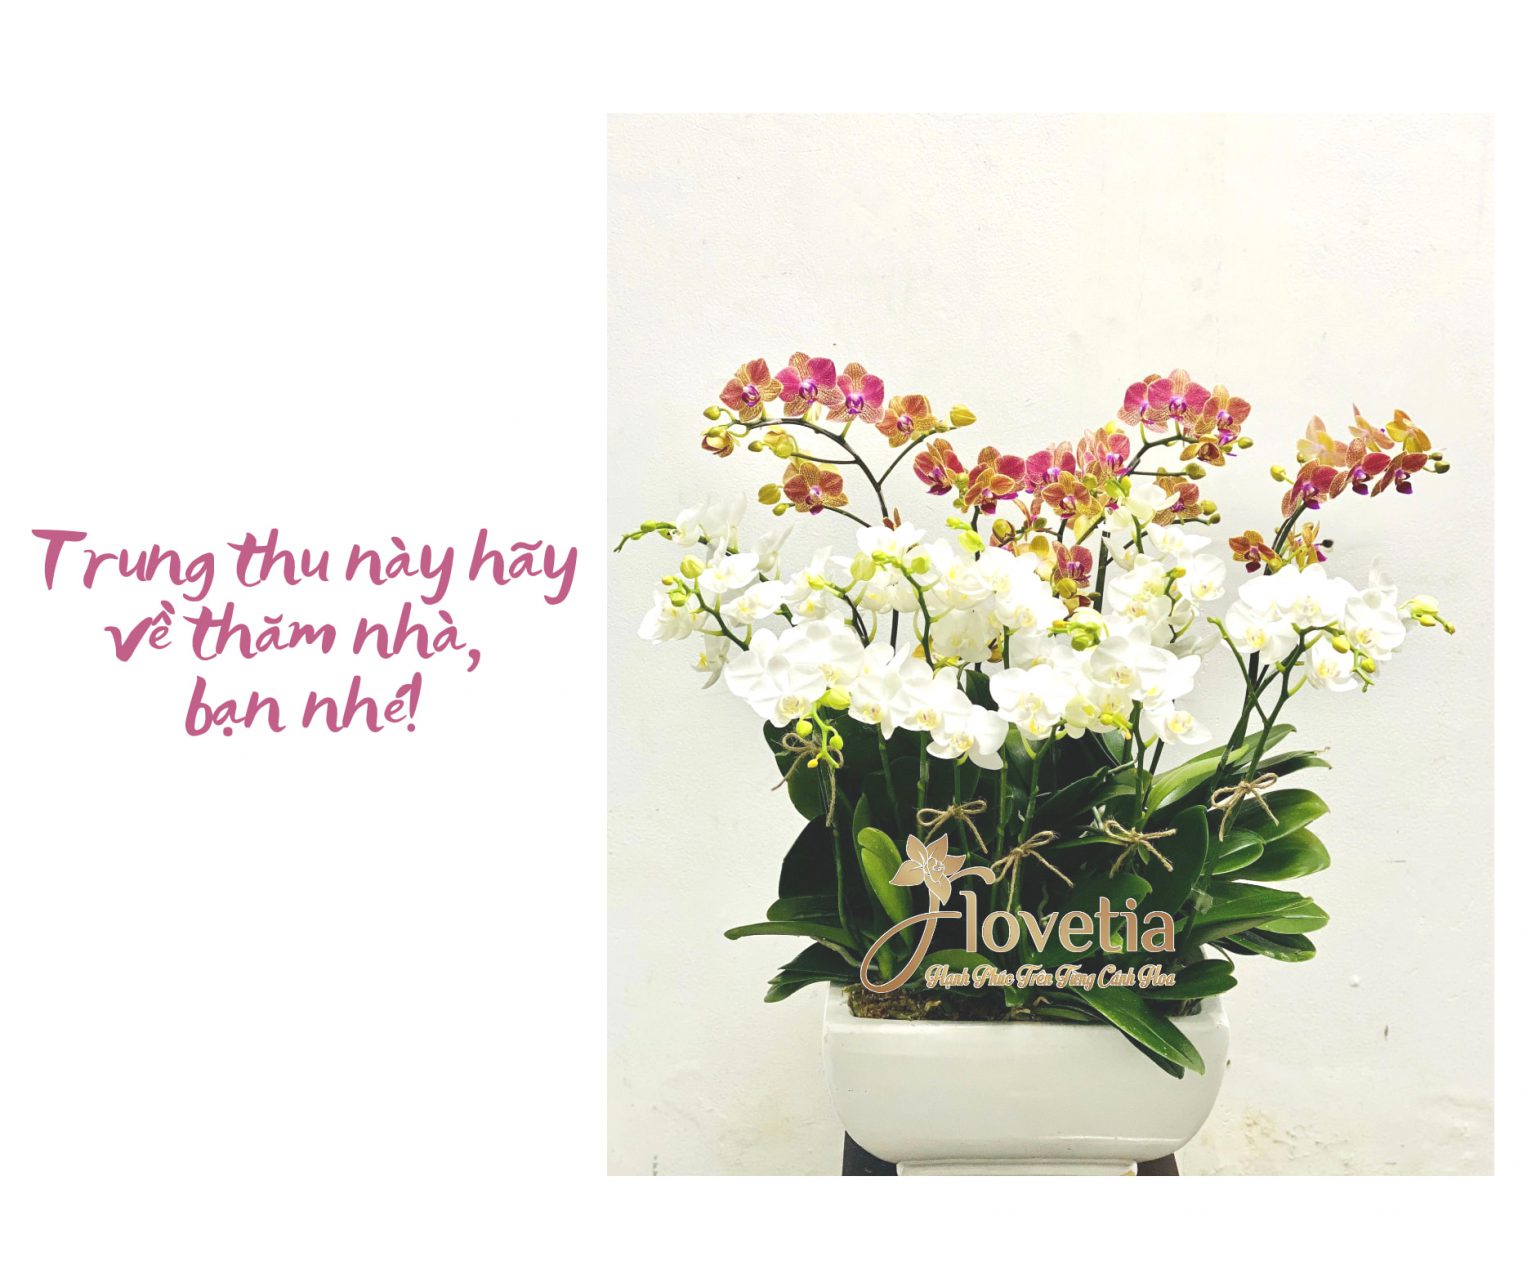 Trung thu này hãy
về thăm nhà,
bạn nhé!
flovetia
Hạnh Phúc Trên Từng Cánh Hoa